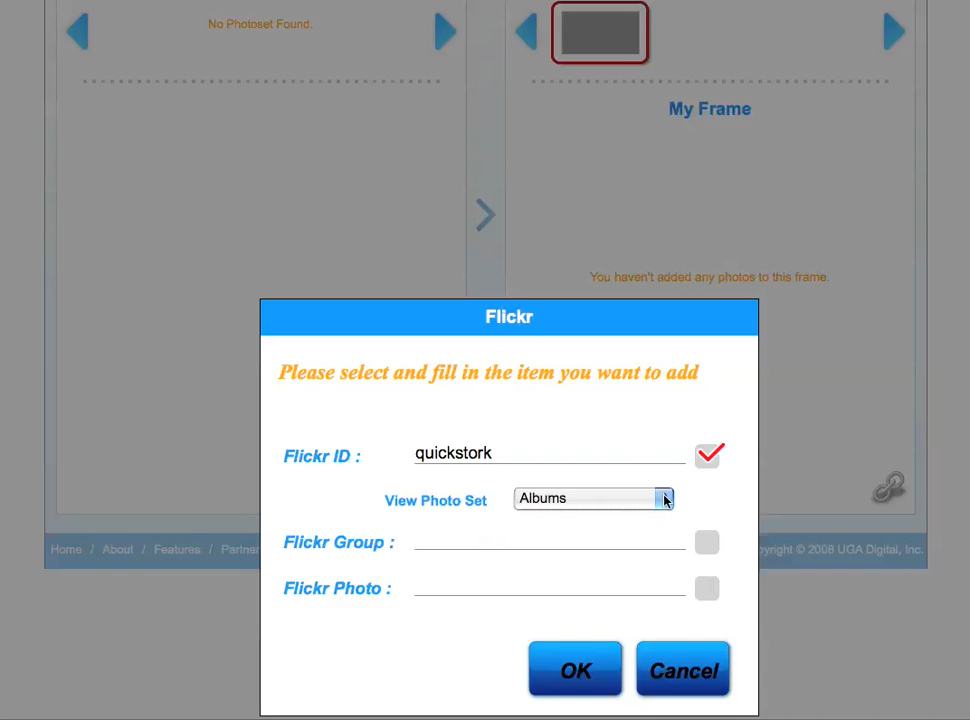 No Photoset Found.
My Frame
You haven't added any photos to this frame.
Flickr
Please select and fill in the item you want to add
Flickr ID : quickstork
View Photo Set Albums
Flickr Group :
Flickr Photo :
Home / About / Features / Partner
pyright © 2008 UGA Digital, Inc.
OK Cancel